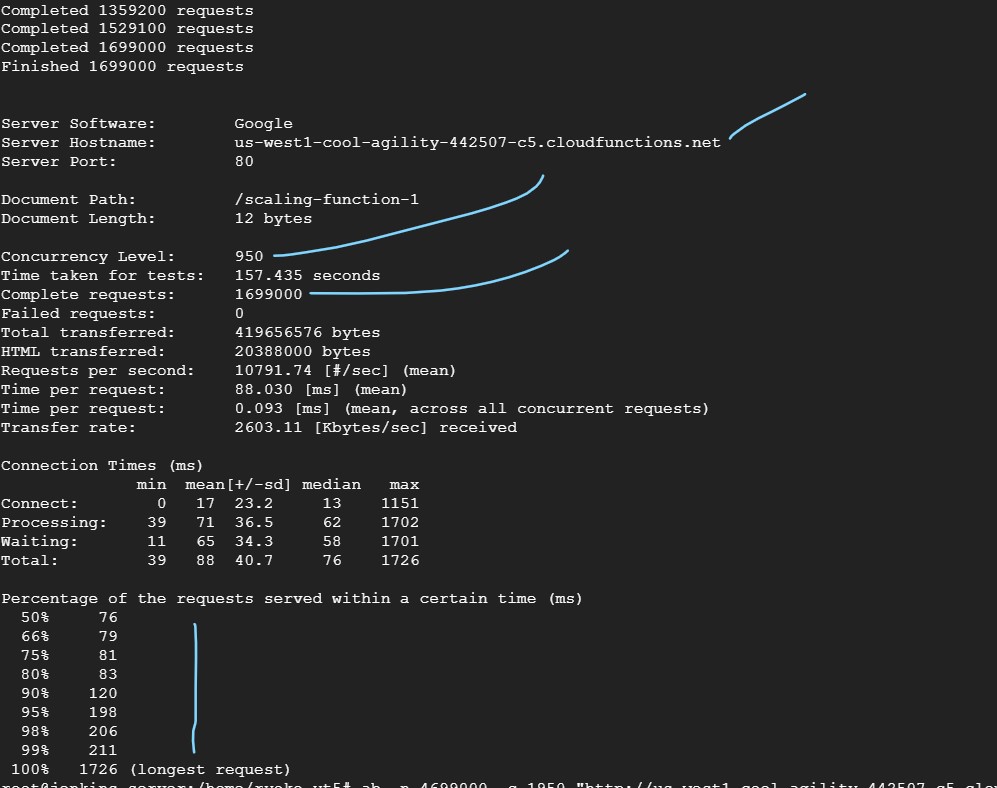 Completed 1359200 requests
Completed 1529100 requests
Completed 1699000 requests
Finished 1699000 requests
Server Software: Google
Server Hostname: us-west1-cool-agility-442507-c5.cloudfunctions.net
Server Port: 80
Document Path: /scaling-function-1
Document Length: 12 bytes
Concurrency Level: 950
Time taken for tests: 157.435 seconds
Complete requests: 1699000
Failed requests: 0
Total transferred: 419656576 bytes
HTML transferred: 20388000 bytes
Requests per second: 10791.74 [#/sec] (mean)
Time per request: 88.030 [ms] (mean)
Time per request: 0.093 [ms] (mean, across all concurrent requests)
Transfer rate: 2603.11 [Kbytes/sec] received
Connection Times (ms)
min mean[+/-sd] median max
Connect: 0 17 23.2 13 1151
Processing: 39 71 36.5 62 1702
Waiting: 11 65 34.3 58 1701
Total: 39 88 40.7 76 1726
Percentage of the requests served within a certain time (ms)
50% 76
66% 79
75% 81
80% 83
90% 120
95% 198
98% 206
99% 211
100% 1726 (longest request)